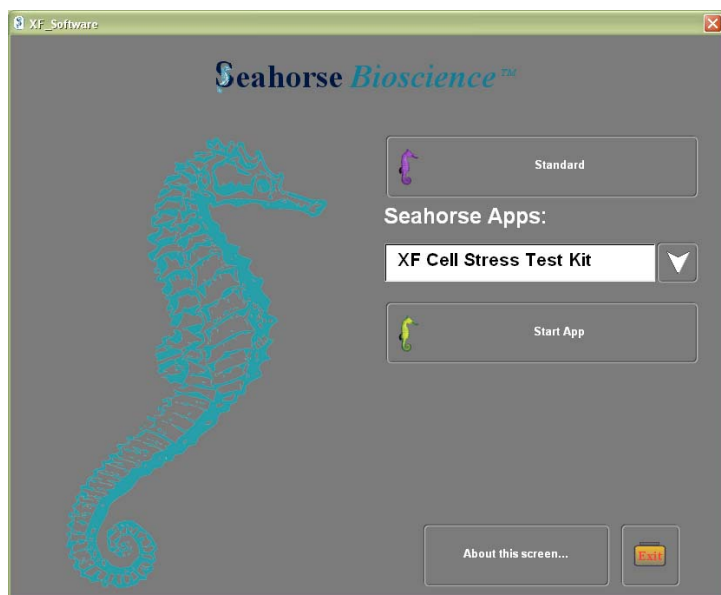 XF_Software
Seahorse Bioscience™
Standard
Seahorse Apps:
XF Cell Stress Test Kit
Start App
About this screen...
Exit